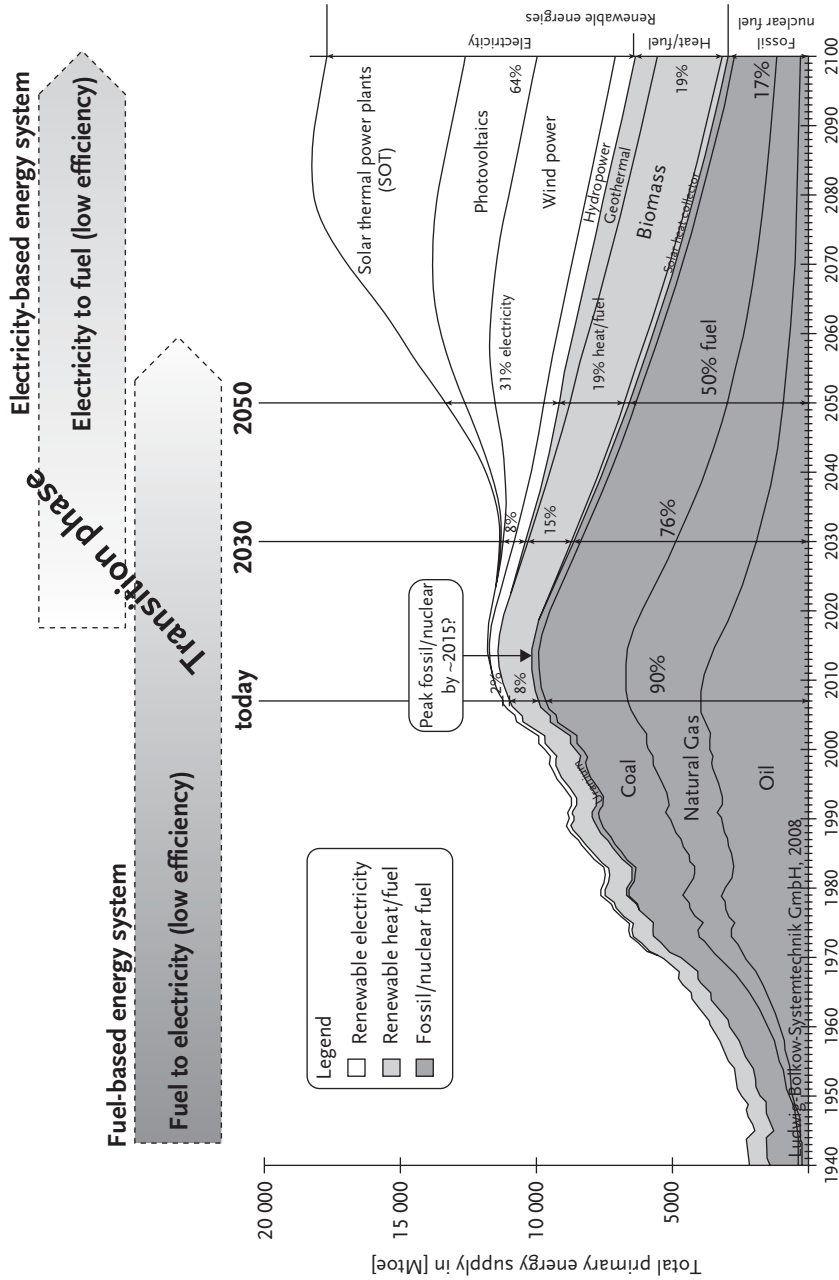 Fuel-based energy system
Electricity-based energy system
Fuel to electricity (low efficiency)
Electricity to fuel (low efficiency)
Transition phase
today
2030
2050
Peak fossil/nuclear
by ~2015?
Legend
Renewable electricity
Renewable heat/fuel
Fossil/nuclear fuel
Total primary energy supply in [Mtoe]
20 000
15 000
10 000
5000
Solar thermal power plants
(SOT)
Photovoltaics
Wind power
Hydropower
Geothermal
Biomass
Solar heat collector
Uranium
Coal
Natural Gas
Oil
2%
8%
90%
8%
15%
76%
31% electricity
19% heat/fuel
50% fuel
64%
19%
17%
Renewable energies
Electricity
Heat/fuel
Fossil
nuclear fuel
Ludwig-Bolkow-Systemtechnik GmbH, 2008
1940 1950 1960 1970 1980 1990 2000 2010 2020 2030 2040 2050 2060 2070 2080 2090 2100